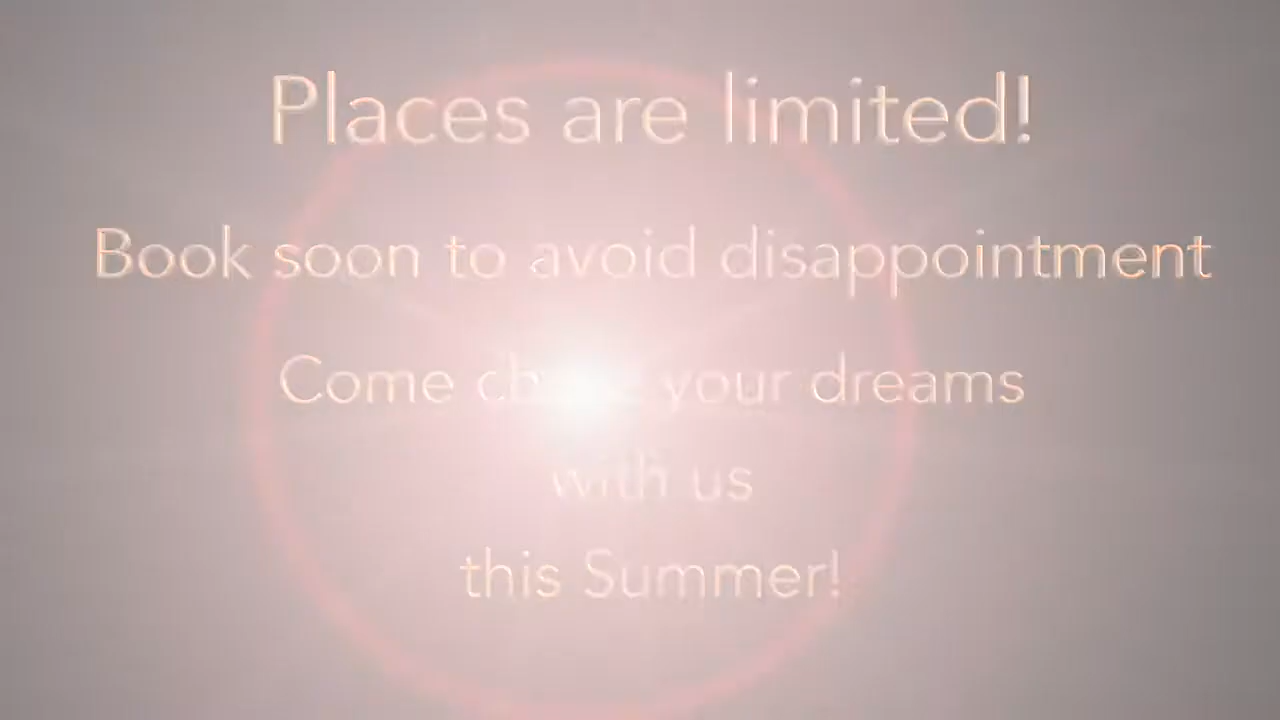 Places are limited!
Book soon to avoid disappointment
Come your dreams
with us
this Summer!